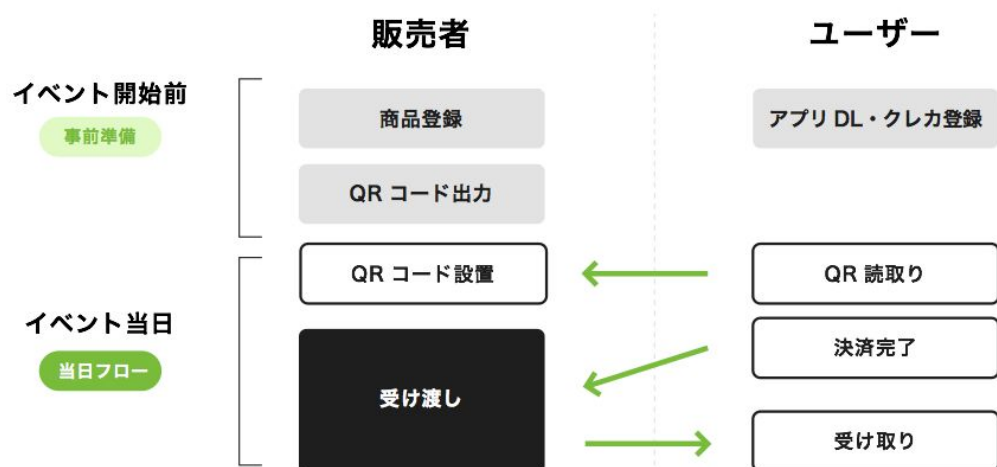 販売者
ユーザー
イベント開始前
事前準備
商品登録
アプリ DL・クレカ登録
QR コード出力
QR コード設置
QR 読取り
イベント当日
当日フロー
決済完了
受け渡し
受け取り